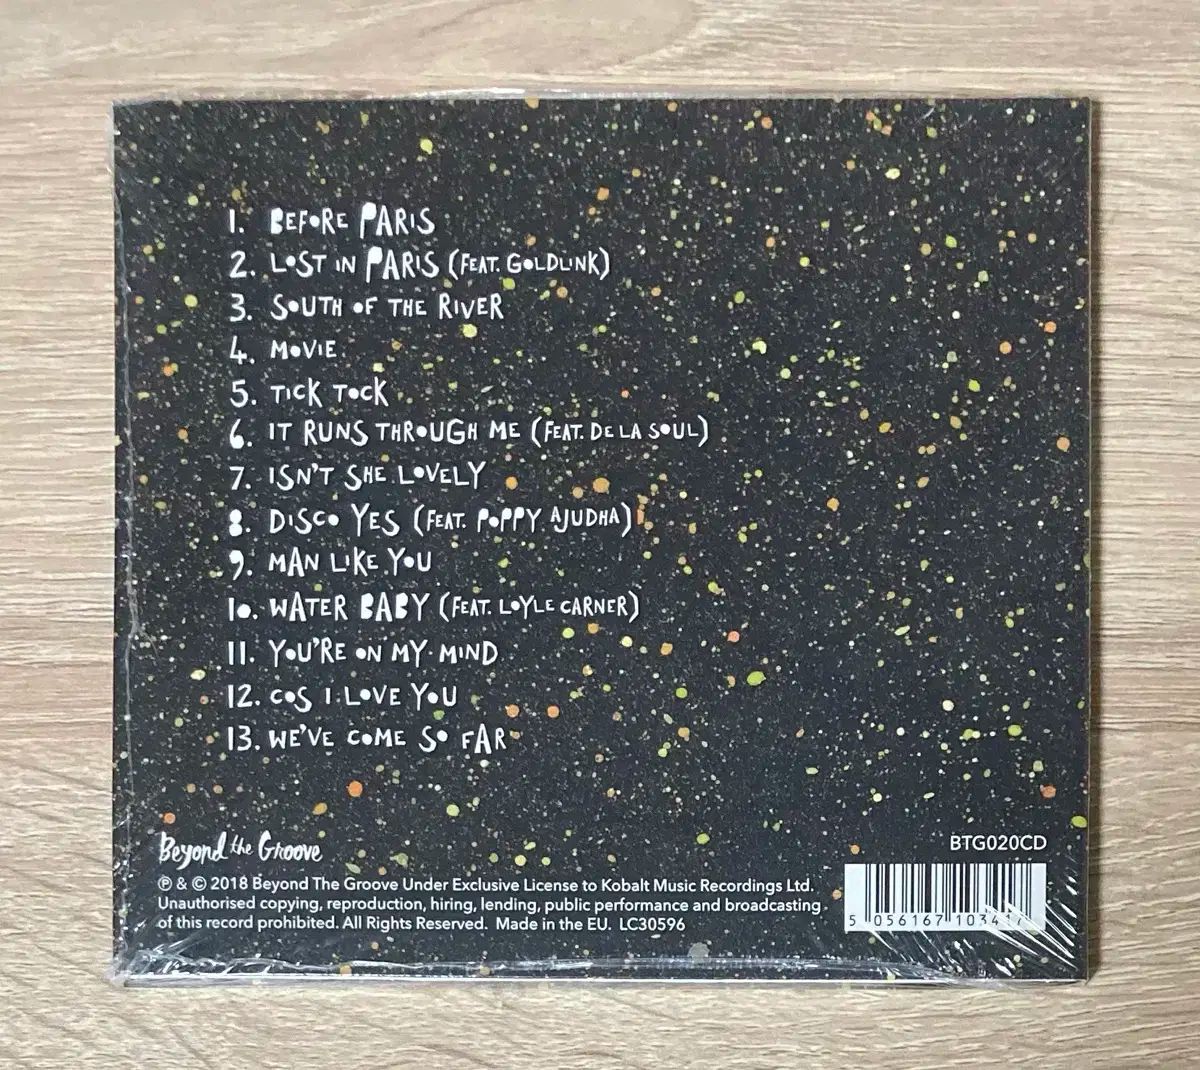 1. BEFORE PARIS
2. LOST IN PARIS (FEAT. GOLDLINK)
3. SOUTH OF THE RIVER
4. MOVIE
5. TICK TOCK
6. IT RUNS THROUGH ME (FEAT. DE LA SOUL)
7. ISN'T SHE LOVELY
8. DISCO YES (FEAT. POPPY AJUDHA)
9. MAN LIKE YOU
10. WATER BABY (FEAT. LOYLE CARNER)
11. YOU'RE ON MY MIND
12. COS I LOVE YOU
13. WE'VE COME SO FAR
Beyond the Groove
BTG020CD
℗ & © 2018 Beyond The Groove Under Exclusive License to Kobalt Music Recordings Ltd.
Unauthorised copying, reproduction, hiring, lending, public performance and broadcasting
of this record prohibited. All Rights Reserved. Made in the EU. LC30596
5 056167